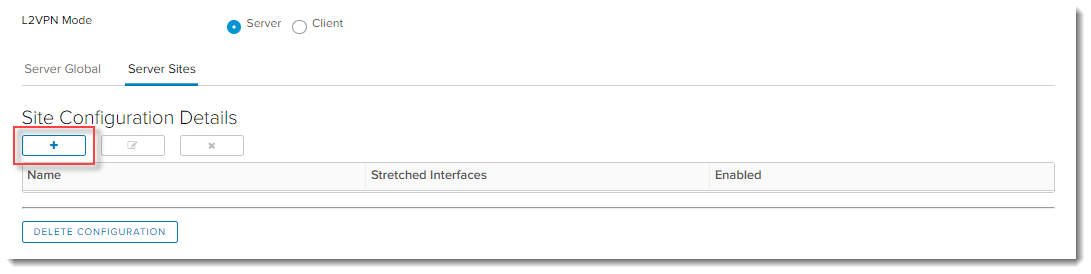 L2VPN Mode
Server Client
Server Global Server Sites
Site Configuration Details
Name Stretched Interfaces Enabled
DELETE CONFIGURATION